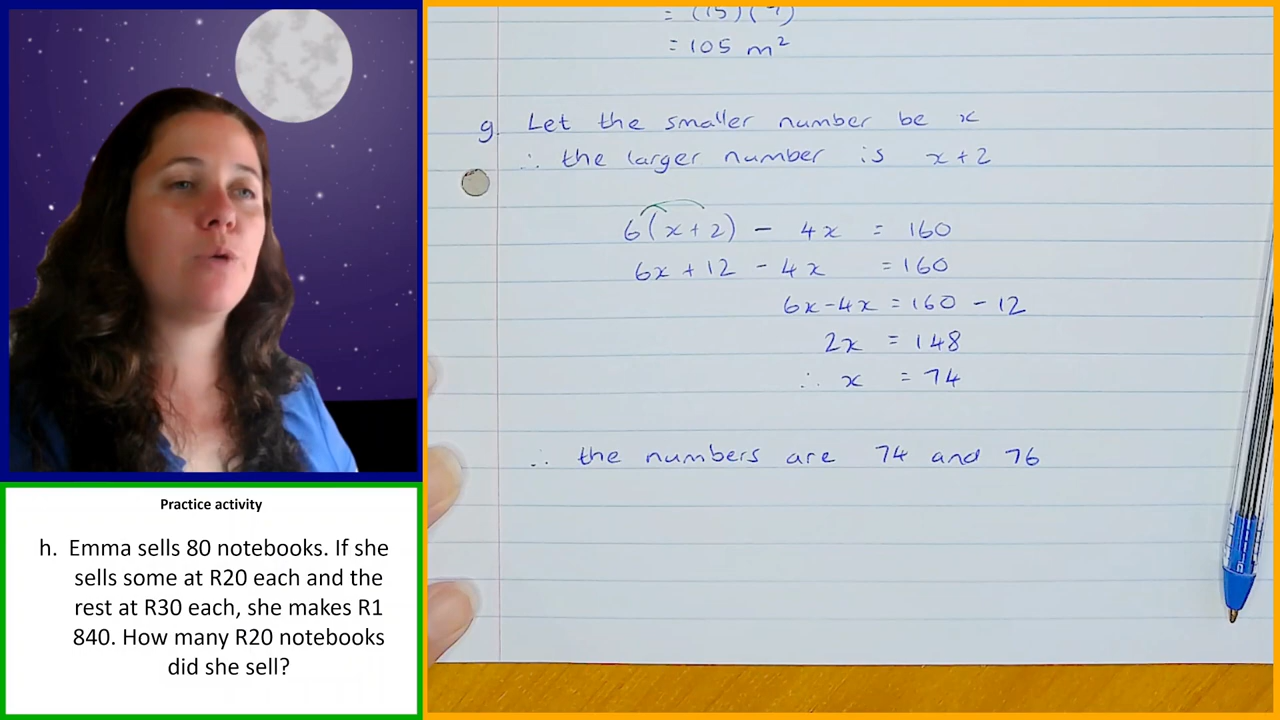 = 105 m²
g. Let the smaller number be x
∴ the larger number is x+2
6(x+2) - 4x = 160
6x + 12 - 4x = 160
6x - 4x = 160 - 12
2x = 148
∴ x = 74
∴ the numbers are 74 and 76
Practice activity
h. Emma sells 80 notebooks. If she
sells some at R20 each and the
rest at R30 each, she makes R1
840. How many R20 notebooks
did she sell?